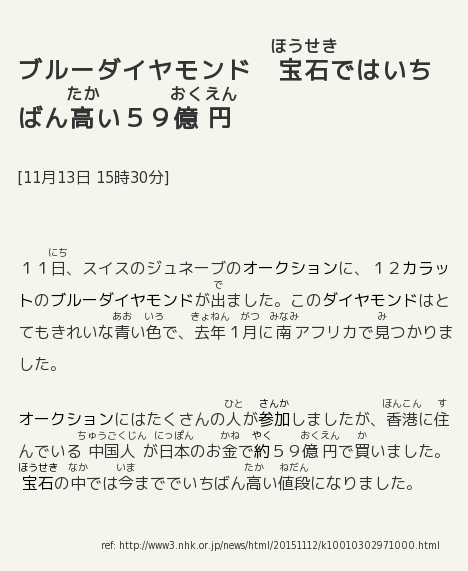 ほうせき
ブルーダイヤモンド　宝石ではいち
たか　おくえん
ばん高い５９億円
[11月13日 15時30分]
にち
１１日、スイスのジュネーブのオークションに、１２カラッ
で
トのブルーダイヤモンドが出ました。このダイヤモンドはと
あお　いろ　きょねん　がつ　みなみ　み
てもきれいな青い色で、去年１月に南アフリカで見つかりま
した。
ひと　さんか　ほんこん　す
オークションにはたくさんの人が参加しましたが、香港に住
ちゅうごくじん　にっぽん　かね　やく　おくえん　か
んでいる中国人が日本のお金で約５９億円で買いました。
ほうせき　なか　いま　たか　ねだん
宝石の中では今まででいちばん高い値段になりました。
ref: http://www3.nhk.or.jp/news/html/20151112/k10010302971000.html